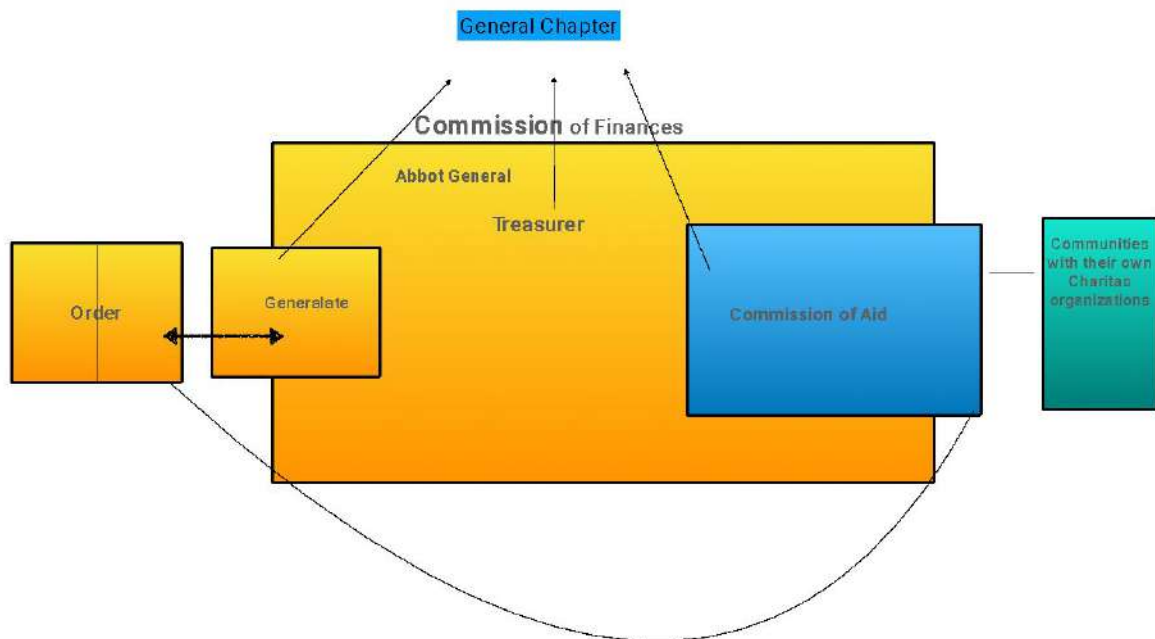 General Chapter
Commission of Finances
Abbot General
Treasurer
Order
Generalate
Commission of Aid
Communities
with their own
Charitas
organizations